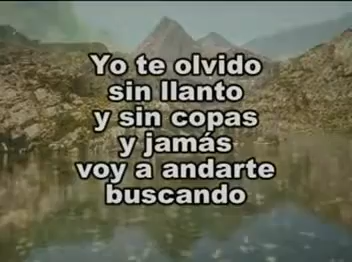 Yo te olvido
sin llanto
y sin copas
y jamás
voy a andarte
buscando